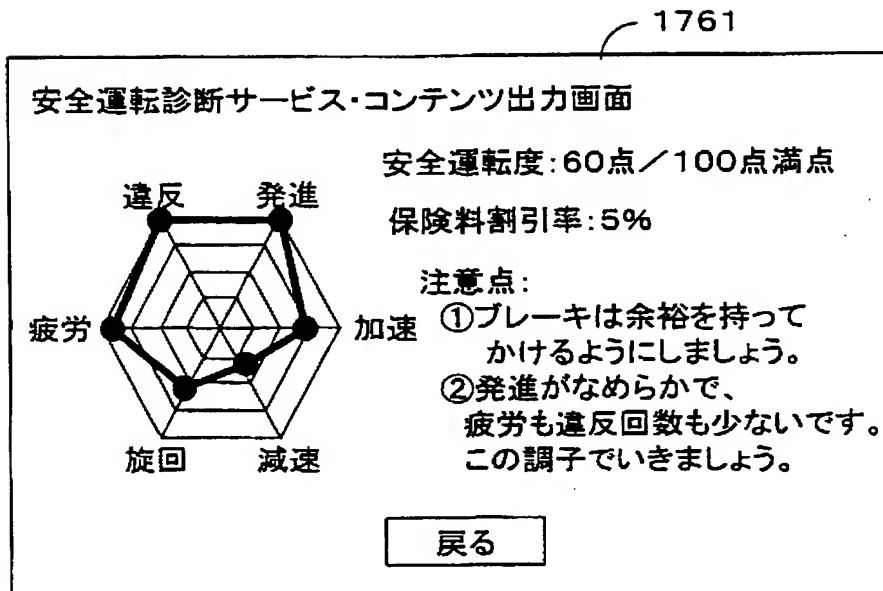 1761
安全運転診断サービス・コンテンツ出力画面
安全運転度:60点/100点満点
保険料割引率:5%
違反
発進
疲労
加速
旋回
減速
注意点:
①ブレーキは余裕を持って
かけるようにしましょう。
②発進がなめらかで、
疲労も違反回数も少ないです。
この調子でいきましょう。
戻る